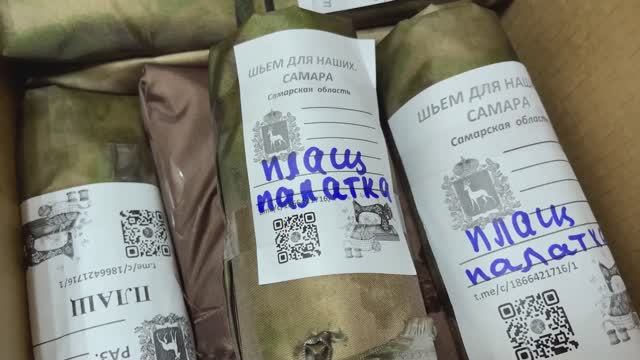 ШЬЕМ ДЛЯ НАШИХ.
САМАРА
Самарская область
плащ
палатка
ШЬЕМ ДЛЯ НАШИХ.
САМАРА
Самарская область
плащ
палатка
t.me/c/1866421716/1
t.me/c/1866421716/1
ПЛАЩ
РАЗ.